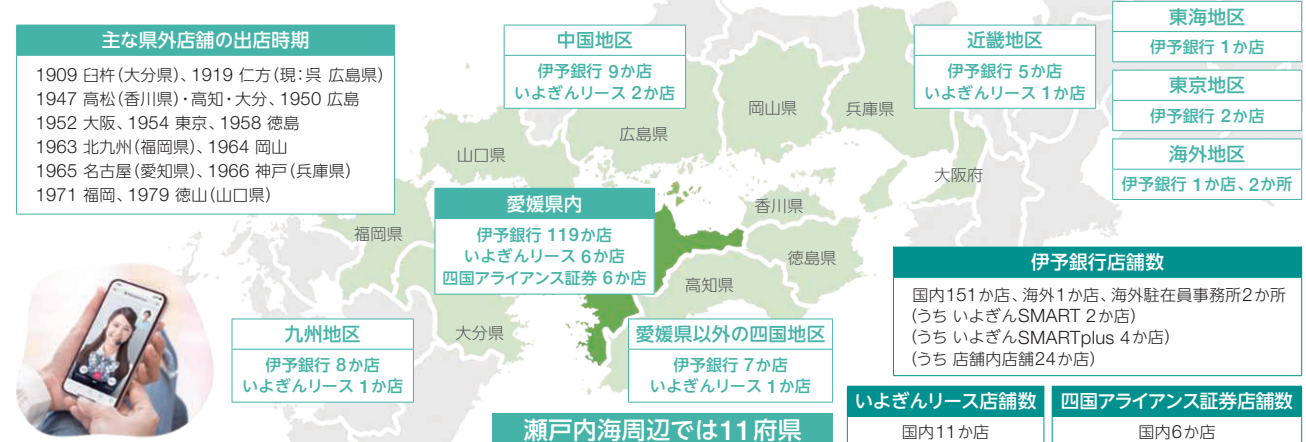 主な県外店舗の出店時期
1909 臼杵(大分県)、1919 仁方(現:呉 広島県)
1947 高松(香川県)・高知・大分、1950 広島
1952 大阪、1954 東京、1958 徳島
1963 北九州(福岡県)、1964 岡山
1965 名古屋(愛知県)、1966 神戸(兵庫県)
1971 福岡、1979 徳山(山口県)
中国地区
伊予銀行 9か店
いよぎんリース 2か店
近畿地区
伊予銀行 5か店
いよぎんリース 1か店
東海地区
伊予銀行 1か店
東京地区
伊予銀行 2か店
海外地区
伊予銀行 1か店、2か所
岡山県
兵庫県
広島県
山口県
大阪府
香川県
福岡県
徳島県
高知県
大分県
愛媛県内
伊予銀行 119か店
いよぎんリース 6か店
四国アライアンス証券 6か店
九州地区
伊予銀行 8か店
いよぎんリース 1か店
愛媛県以外の四国地区
伊予銀行 7か店
いよぎんリース 1か店
伊予銀行店舗数
国内151か店、海外1か店、海外駐在員事務所2か所
(うち いよぎんSMART 2か店)
(うち いよぎんSMARTplus 4か店)
(うち 店舗内店舗24か店)
いよぎんリース店舗数
国内11か店
四国アライアンス証券店舗数
国内6か店
瀬戸内海周辺では11府県